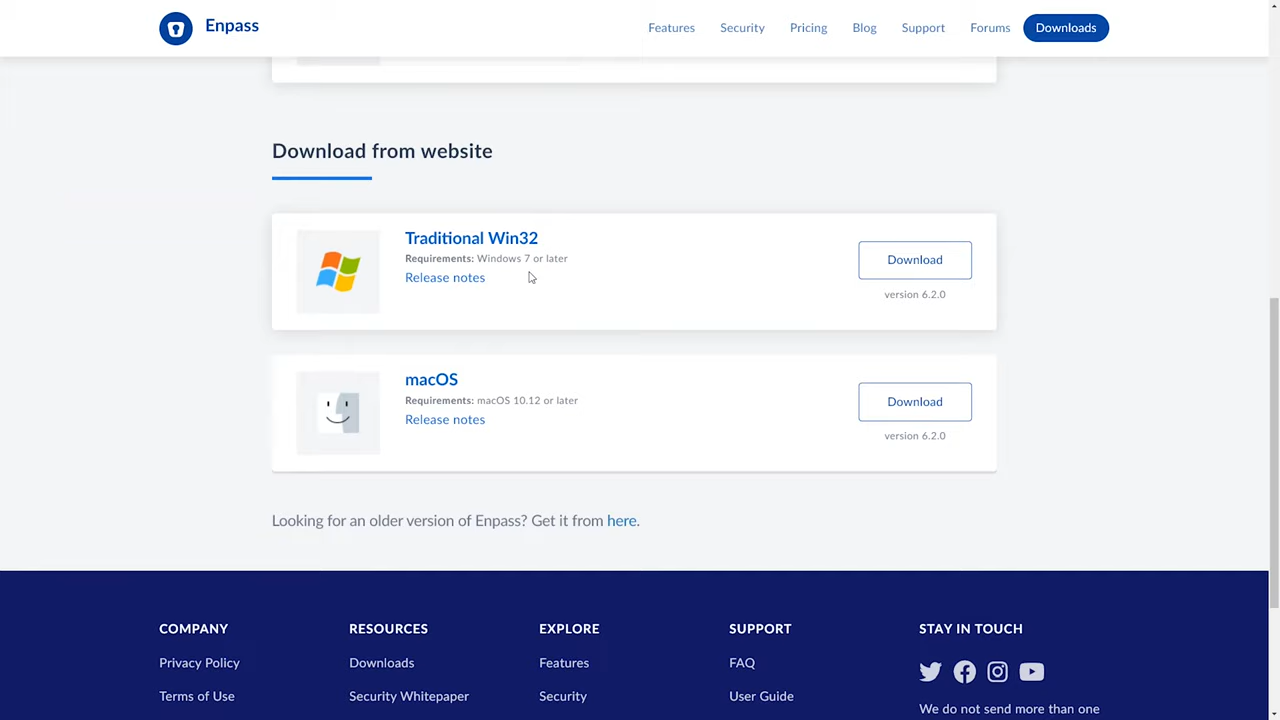 Enpass
Features Security Pricing Blog Support Forums Downloads
Download from website
Traditional Win32
Requirements: Windows 7 or later
Release notes
Download
version 6.2.0
macOS
Requirements: macOS 10.12 or later
Release notes
Download
version 6.2.0
Looking for an older version of Enpass? Get it from here.
COMPANY
Privacy Policy
Terms of Use
RESOURCES
Downloads
Security Whitepaper
EXPLORE
Features
Security
SUPPORT
FAQ
User Guide
STAY IN TOUCH
We do not send more than one